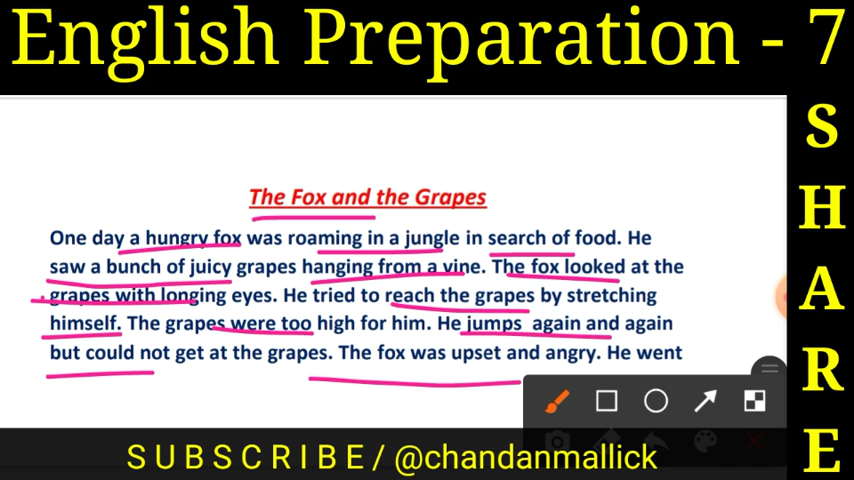 English Preparation - 7
The Fox and the Grapes
One day a hungry fox was roaming in a jungle in search of food. He
saw a bunch of juicy grapes hanging from a vine. The fox looked at the
grapes with longing eyes. He tried to reach the grapes by stretching
himself. The grapes were too high for him. He jumps  again and again
but could not get at the grapes. The fox was upset and angry. He went
SUBSCRIBE/ @chandanmallick
SHARE